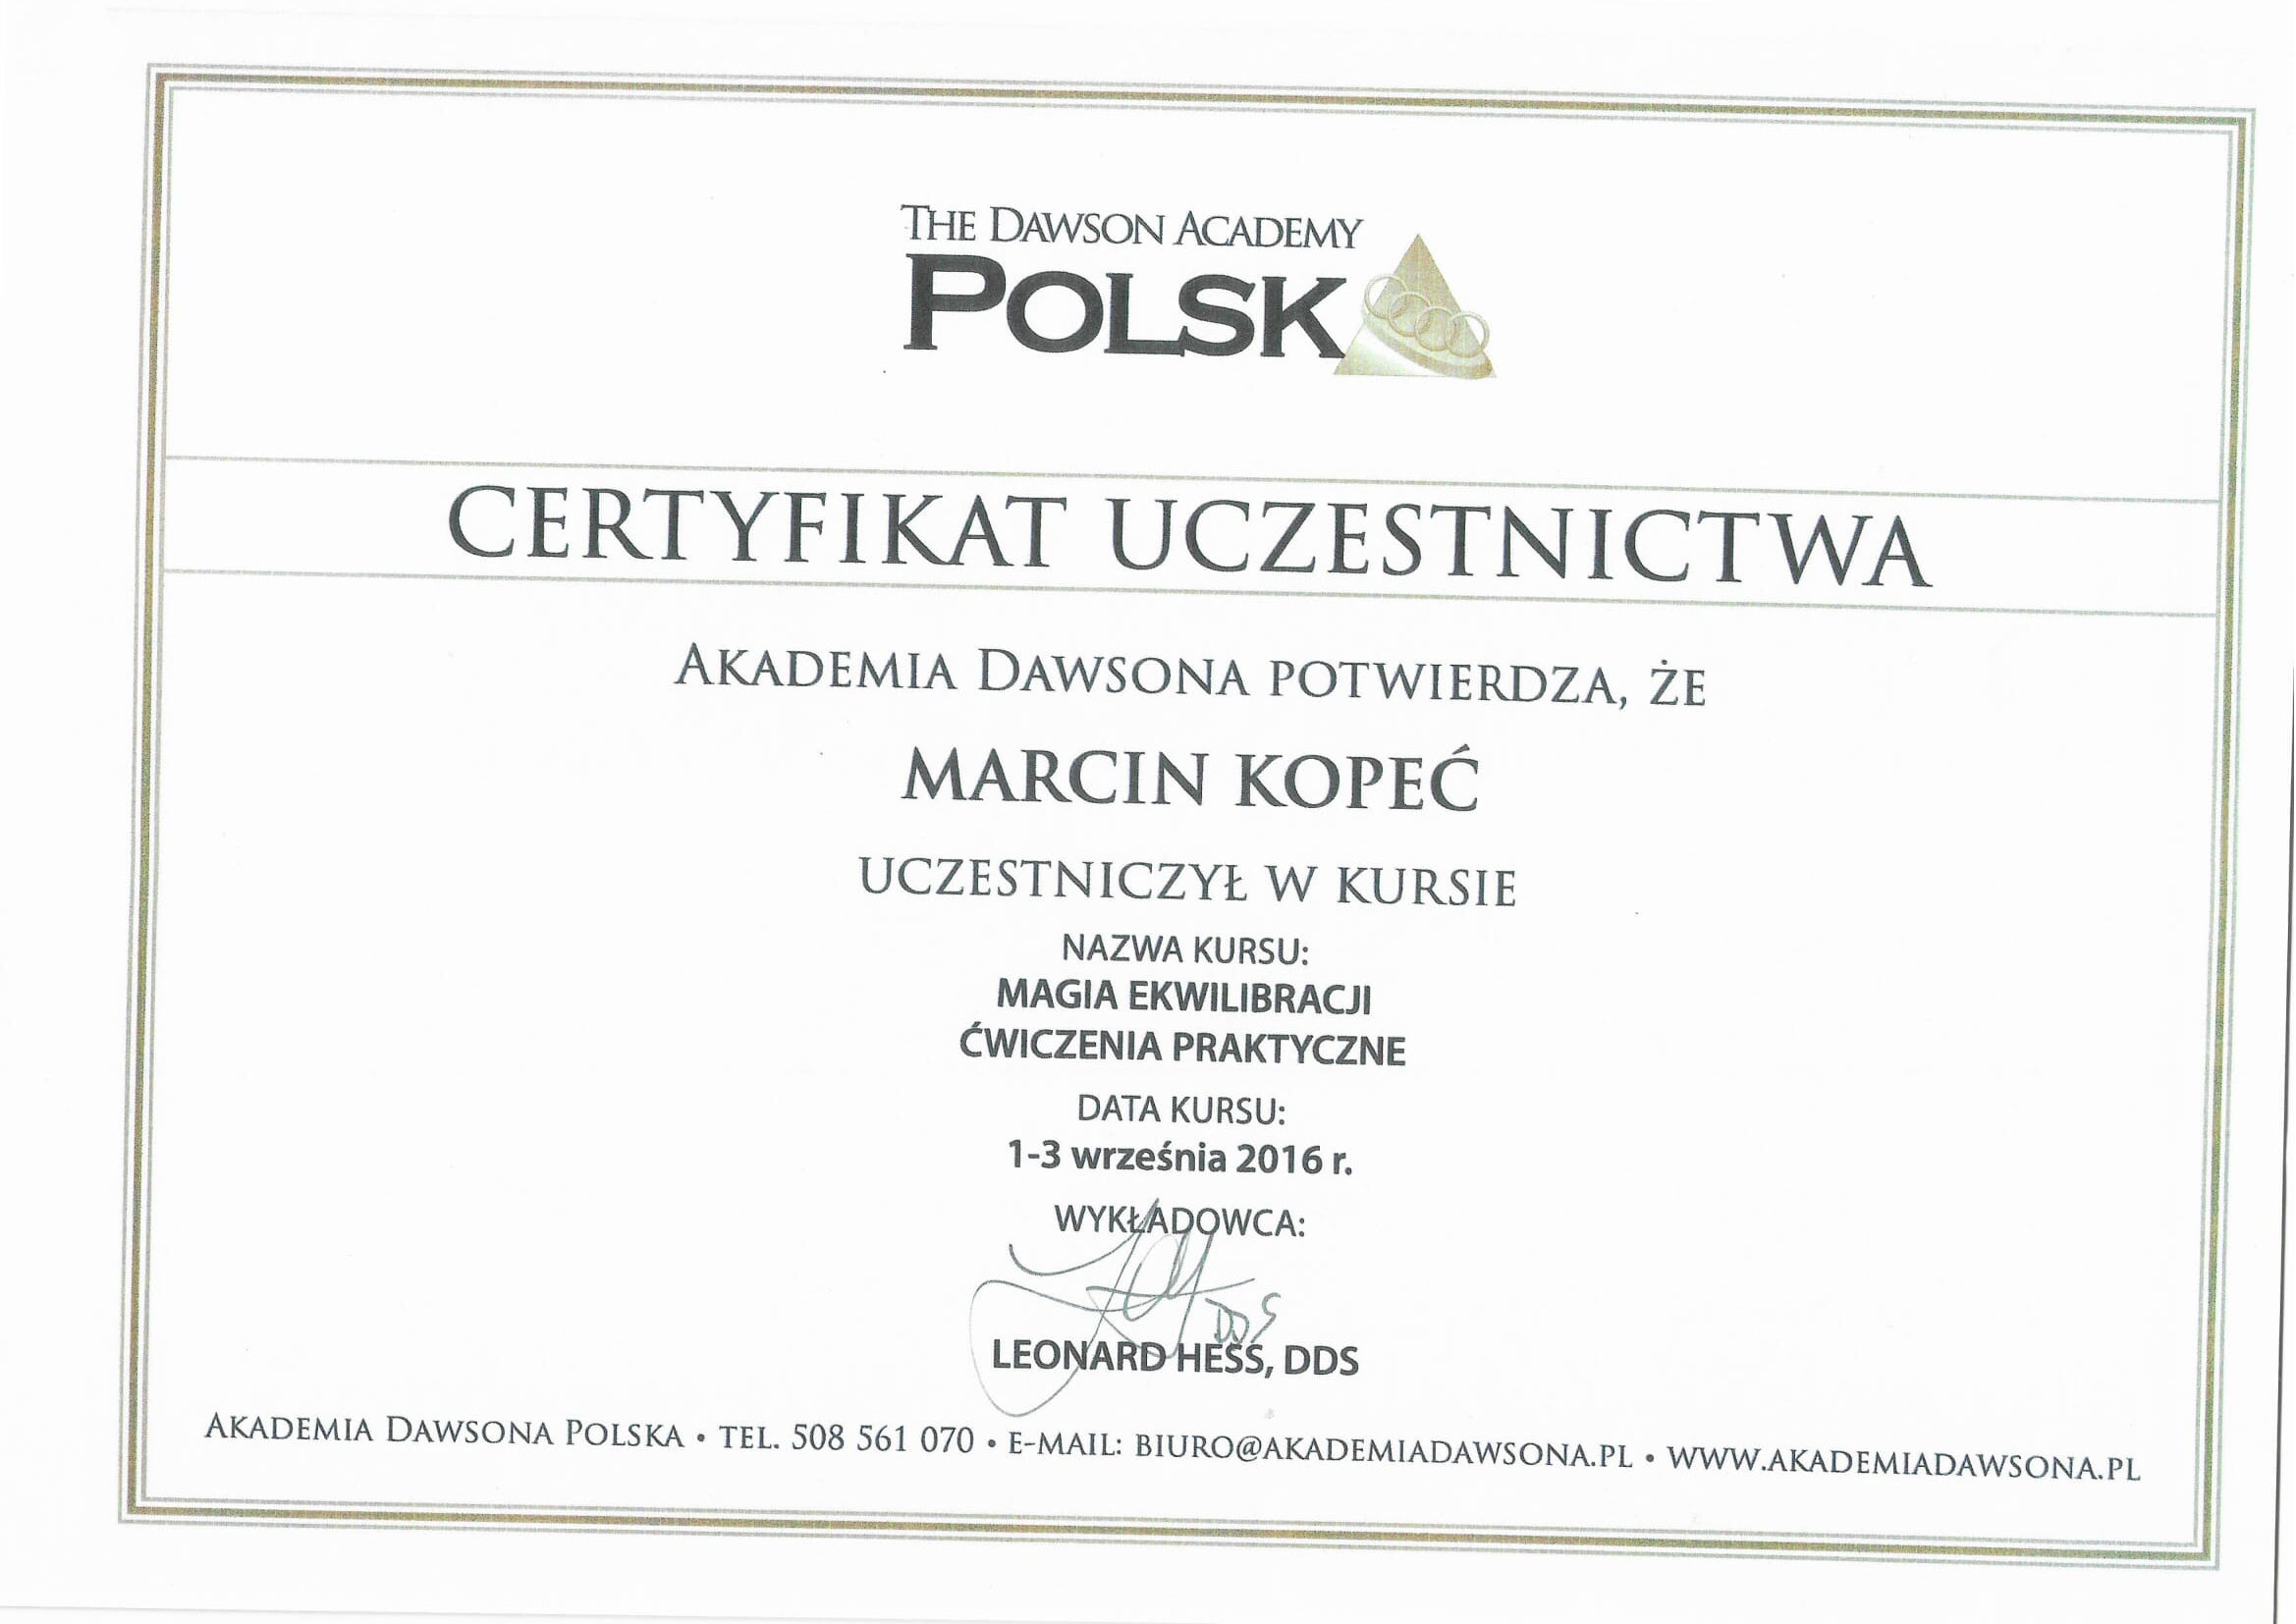 THE DAWSON ACADEMY
POLSK
CERTYFIKAT UCZESTNICTWA
AKADEMIA DAWSONA POTWIERDZA, ŻE
MARCIN KOPEĆ
UCZESTNICZYŁ W KURSIE
NAZWA KURSU:
MAGIA EKWILIBRACJI
ĆWICZENIA PRAKTYCZNE
DATA KURSU:
1-3 września 2016 r.
WYKŁADOWCA:
DDS
LEONARD HESS, DDS
AKADEMIA DAWSONA POLSKA • TEL. 508 561 070 • E-MAIL: BIURO@AKADEMIADAWSONA.PL • WWW.AKADEMIADAWSONA.PL